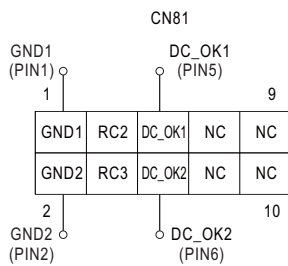 CN81
GND1 DC_OK1
(PIN1) (PIN5)
1 9
GND1 RC2 DC_OK1 NC NC
GND2 RC3 DC_OK2 NC NC
2 10
GND2 DC_OK2
(PIN2) (PIN6)